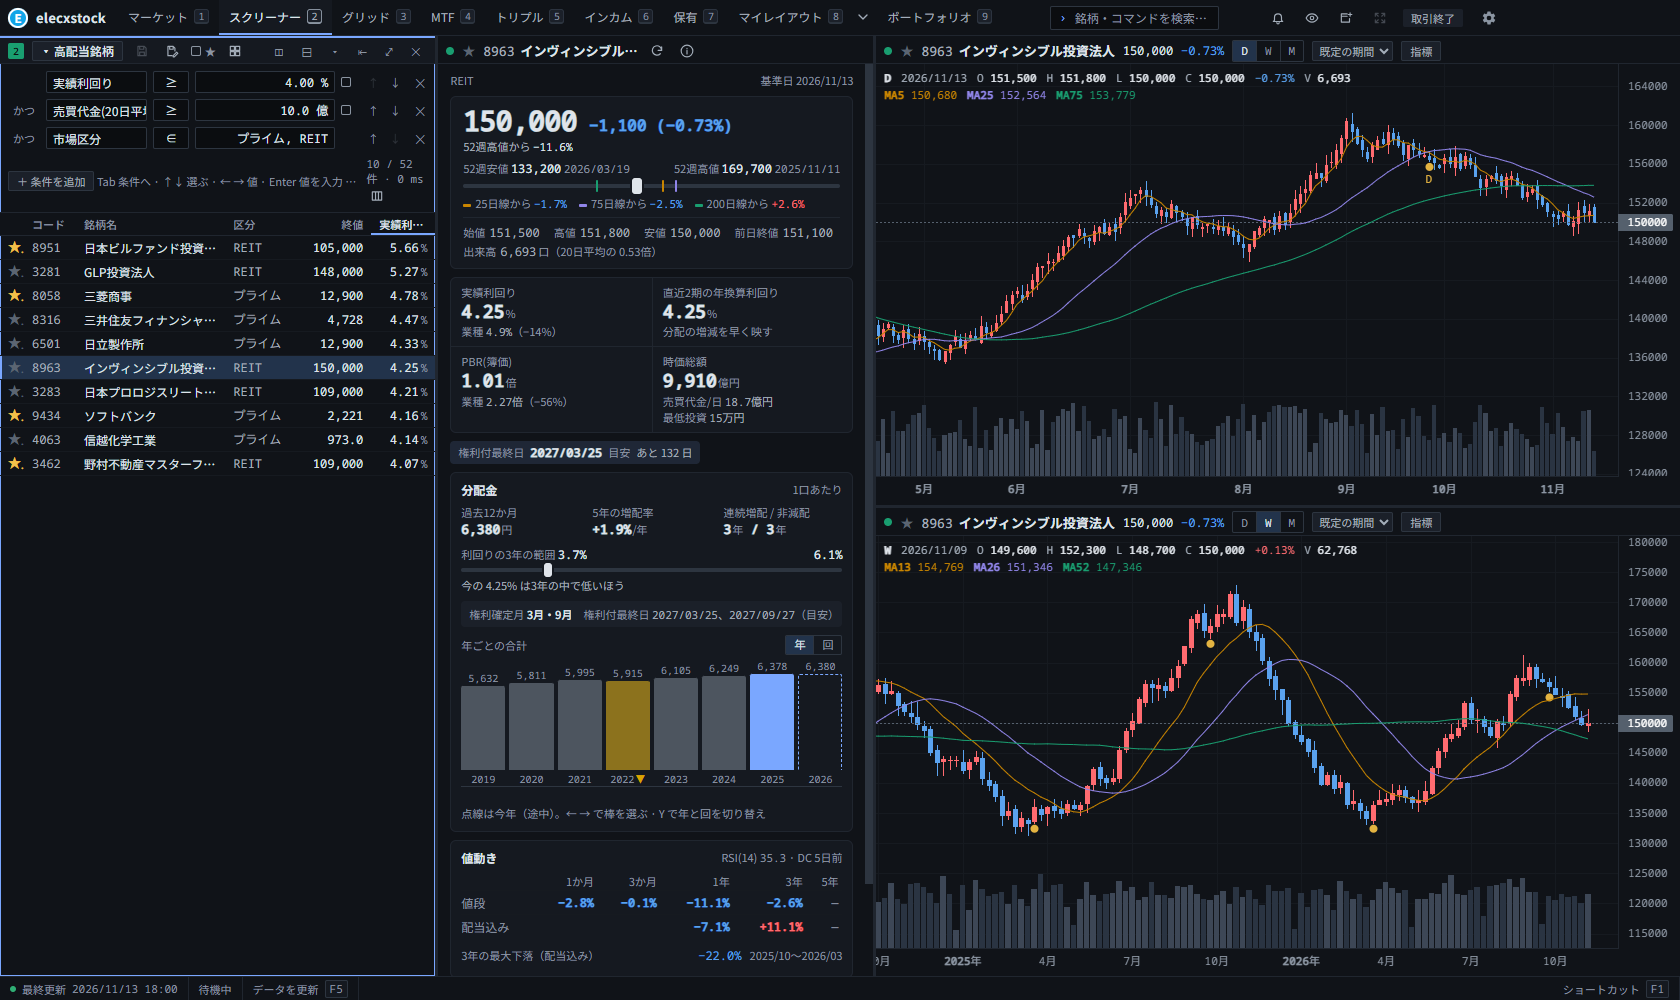 elecxstock マーケット 1 スクリーナー 2 グリッド 3 MTF 4 トリプル 5 インカム 6 保有 7 マイレイアウト 8 ポートフォリオ 9 › 銘柄・コマンドを検索… 取引終了
2 高配当銘柄
実績利回り ≥ 4.00 % ↑ ↓ ×
かつ 売買代金(20日平均 ≥ 10.0 億 ↑ ↓ ×
かつ 市場区分 ∈ プライム, REIT ↑ ↓ ×
＋ 条件を追加 Tab 条件へ・↑↓選ぶ・←→値・Enter 値を入力… 10 / 52 件 · 0 ms
コード 銘柄名 区分 終値 実績利…
8951 日本ビルファンド投資… REIT 105,000 5.66%
3281 GLP投資法人 REIT 148,000 5.27%
8058 三菱商事 プライム 12,900 4.78%
8316 三井住友フィナンシャ… プライム 4,728 4.47%
6501 日立製作所 プライム 12,900 4.33%
8963 インヴィンシブル投資… REIT 150,000 4.25%
3283 日本プロロジスリート… REIT 109,000 4.21%
9434 ソフトバンク プライム 2,221 4.16%
4063 信越化学工業 プライム 973.0 4.14%
3462 野村不動産マスターフ… REIT 109,000 4.07%
8963 インヴィンシブル…
REIT 基準日 2026/11/13
150,000 −1,100 (−0.73%)
52週高値から −11.6%
52週安値 133,200 2026/03/19 52週高値 169,700 2025/11/11
25日線から −1.7% 75日線から −2.5% 200日線から +2.6%
始値 151,500 高値 151,800 安値 150,000 前日終値 151,100
出来高 6,693 口（20日平均の 0.53倍）
実績利回り 直近2期の年換算利回り
4.25% 4.25%
業種 4.9%（−14%） 分配の増減を早く映す
PBR(簿価) 時価総額
1.01倍 9,910億円
業種 2.27倍（−56%） 売買代金/日 18.7億円
最低投資 15万円
権利付最終日 2027/03/25 目安 あと 132 日
分配金 1口あたり
過去12か月 5年の増配率 連続増配 / 非減配
6,380円 +1.9%/年 3年 / 3年
利回りの3年の範囲 3.7% 6.1%
今の 4.25% は3年の中で低いほう
権利確定月 3月・9月 権利付最終日 2027/03/25、2027/09/27（目安）
年ごとの合計 年 回
5,632 5,811 5,995 5,915 6,105 6,249 6,378 6,380
2019 2020 2021 2022▼ 2023 2024 2025 2026
点線は今年（途中）。←→ で棒を選ぶ・Y で年と回を切り替え
値動き RSI(14) 35.3・DC 5日前
1か月 3か月 1年 3年 5年
値段 −2.8% −0.1% −11.1% −2.6% —
配当込み −7.1% +11.1% —
3年の最大下落（配当込み） −22.0% 2025/10〜2026/03
8963 インヴィンシブル投資法人 150,000 −0.73% D W M 既定の期間 指標
D 2026/11/13 O 151,500 H 151,800 L 150,000 C 150,000 −0.73% V 6,693
MA5 150,680 MA25 152,564 MA75 153,779
D
164000
160000
156000
152000
150000
148000
144000
140000
136000
132000
128000
124000
5月 6月 7月 8月 9月 10月 11月
8963 インヴィンシブル投資法人 150,000 −0.73% D W M 既定の期間 指標
W 2026/11/09 O 149,600 H 152,300 L 148,700 C 150,000 +0.13% V 62,768
MA13 154,769 MA26 151,346 MA52 147,346
180000
175000
170000
165000
160000
155000
150000
145000
140000
135000
130000
125000
120000
115000
2025年 4月 7月 10月 2026年 4月 7月 10月
最終更新 2026/11/13 18:00 待機中 データを更新 F5 ショートカット F1